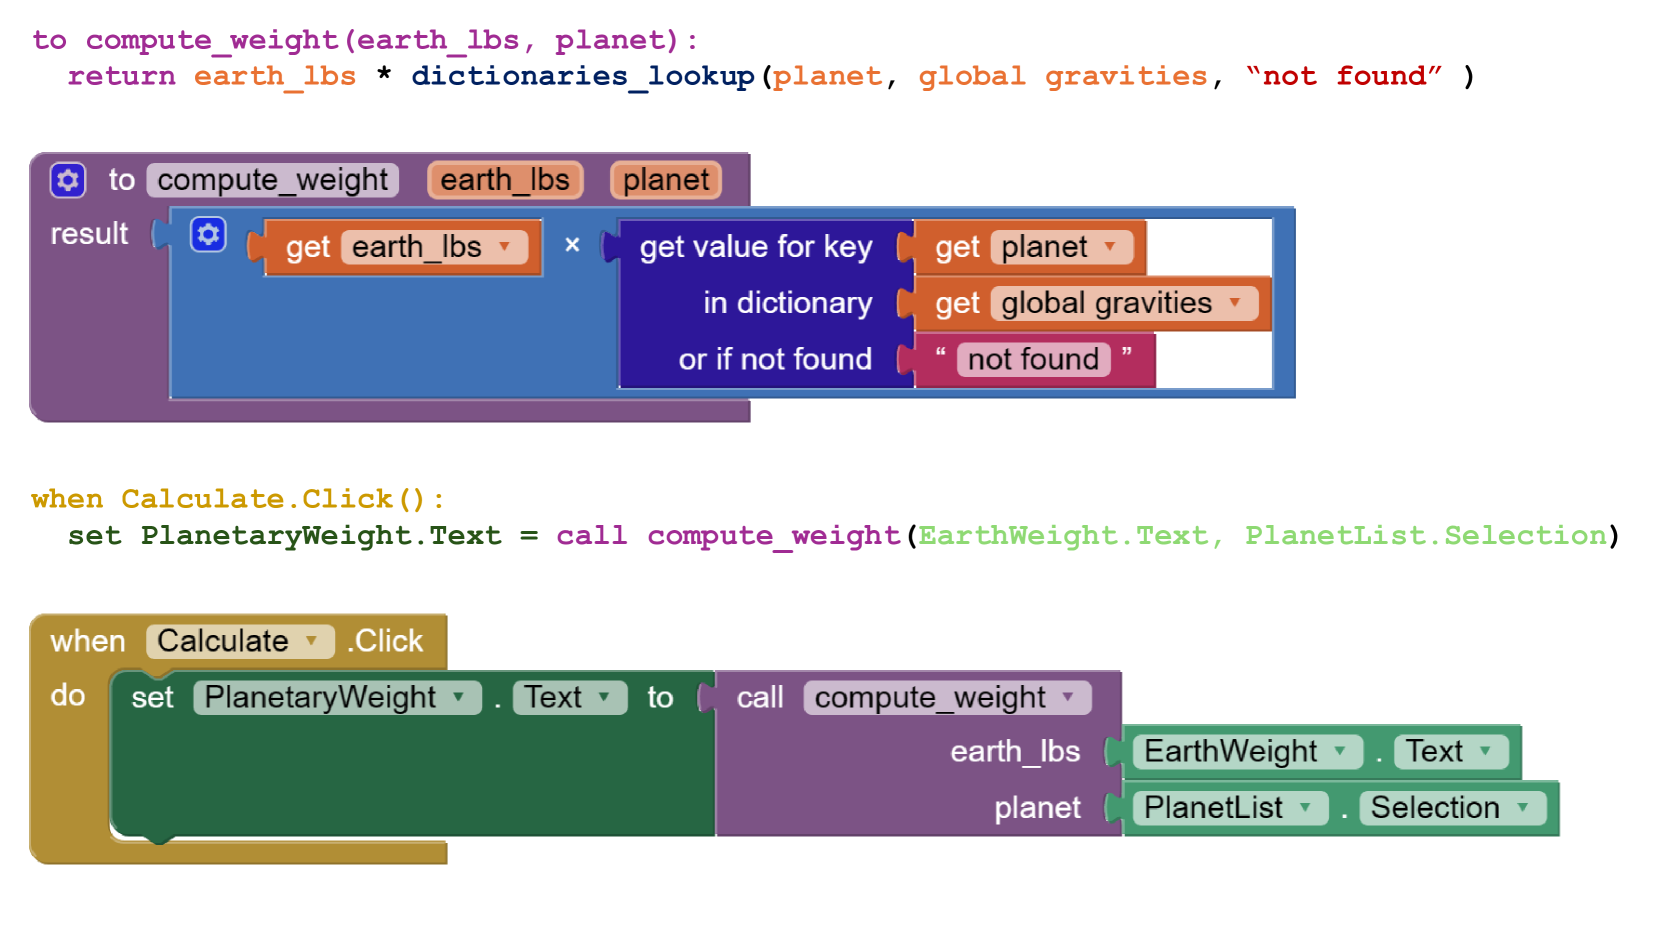 to compute_weight(earth_lbs, planet):
return earth_lbs * dictionaries_lookup(planet, global gravities, “not found” )
to compute_weight earth_lbs planet
result get earth_lbs × get value for key get planet
in dictionary get global gravities
or if not found “ not found ”
when Calculate.Click():
set PlanetaryWeight.Text = call compute_weight(EarthWeight.Text, PlanetList.Selection)
when Calculate .Click
do set PlanetaryWeight . Text to call compute_weight
earth_lbs EarthWeight . Text
planet PlanetList . Selection